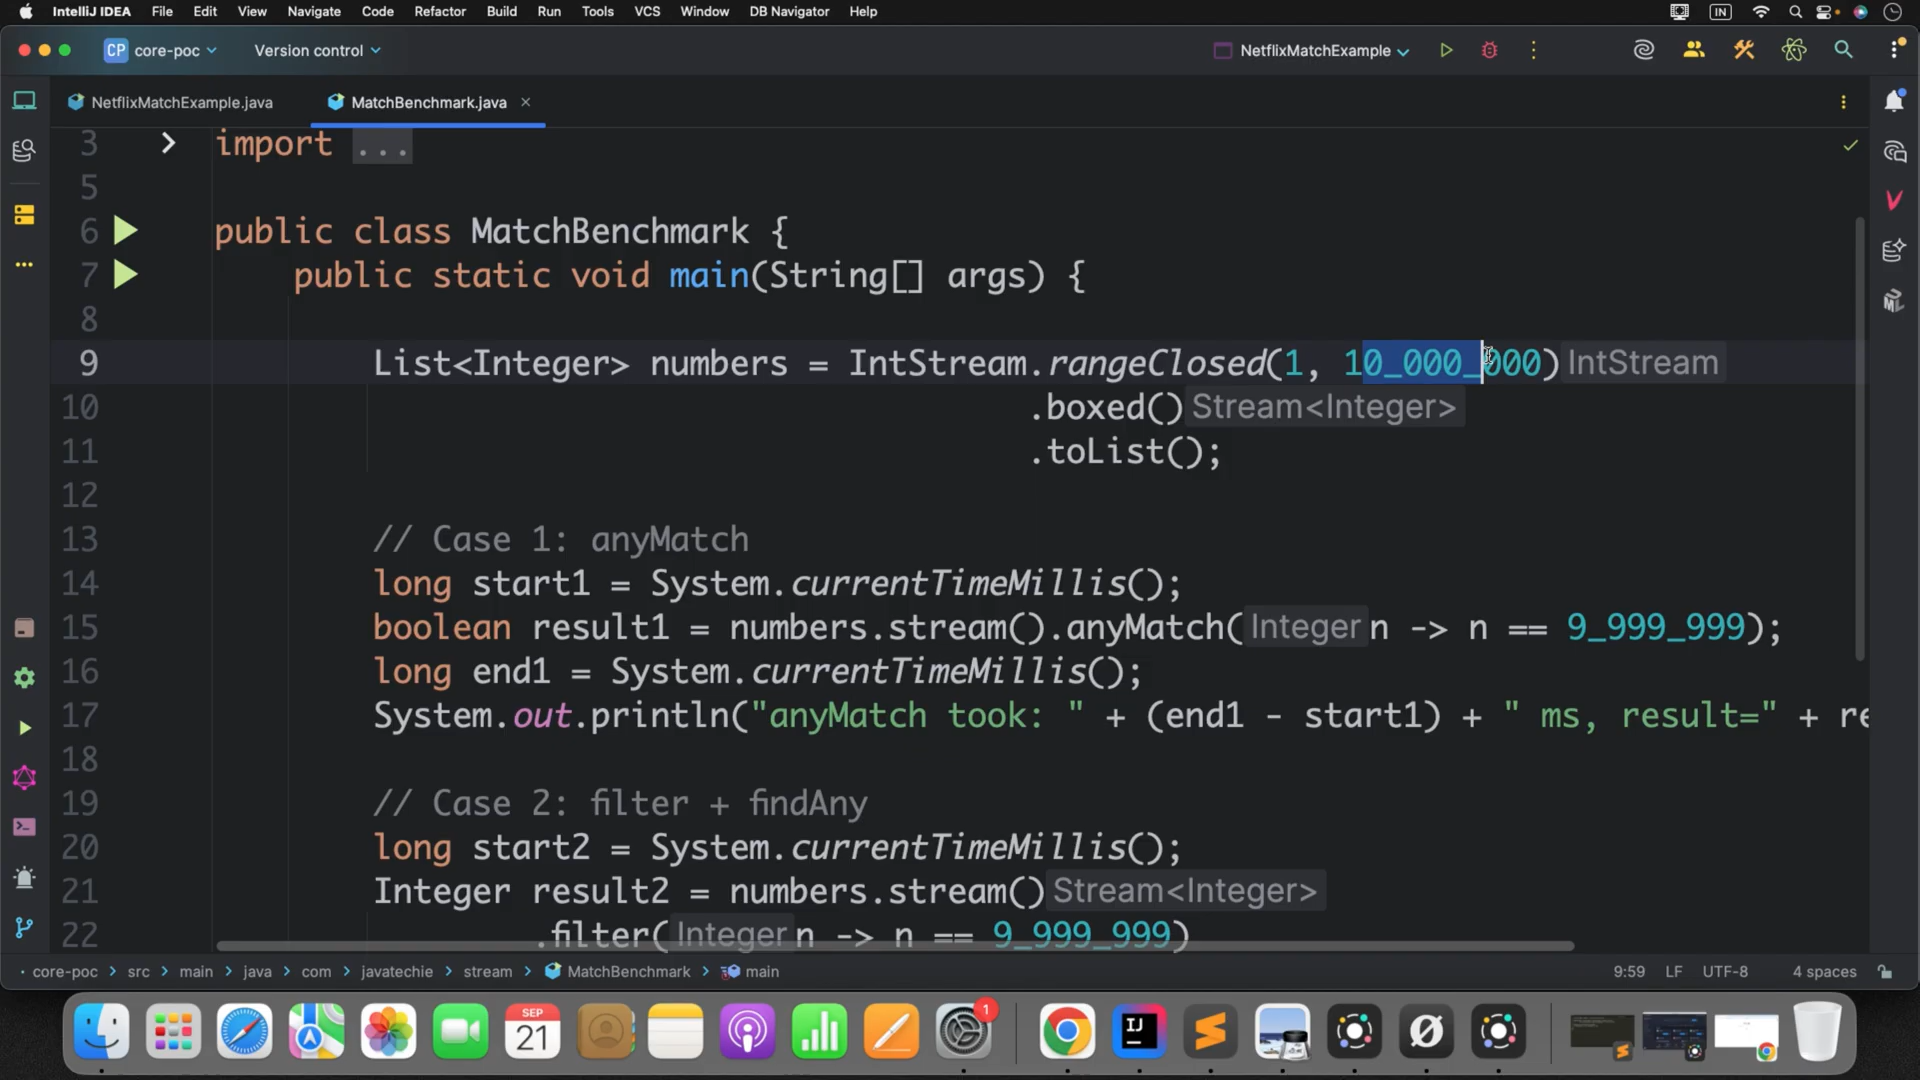 IntelliJ IDEA File Edit View Navigate Code Refactor Build Run Tools VCS Window DB Navigator Help IN
CP core-poc Version control NetflixMatchExample
NetflixMatchExample.java MatchBenchmark.java
3 import ...
5
6 public class MatchBenchmark {
7 public static void main(String[] args) {
8
9 List<Integer> numbers = IntStream.rangeClosed(1, 10_000_000) IntStream
10 .boxed() Stream<Integer>
11 .toList();
12
13 // Case 1: anyMatch
14 long start1 = System.currentTimeMillis();
15 boolean result1 = numbers.stream().anyMatch( Integer n -> n == 9_999_999);
16 long end1 = System.currentTimeMillis();
17 System.out.println("anyMatch took: " + (end1 - start1) + " ms, result=" + re
18
19 // Case 2: filter + findAny
20 long start2 = System.currentTimeMillis();
21 Integer result2 = numbers.stream() Stream<Integer>
22 .filter( Integer n -> n == 9_999_999)
core-poc > src > main > java > com > javatechie > stream > MatchBenchmark > main 9:59 LF UTF-8 4 spaces
SEP
21
1
IJ